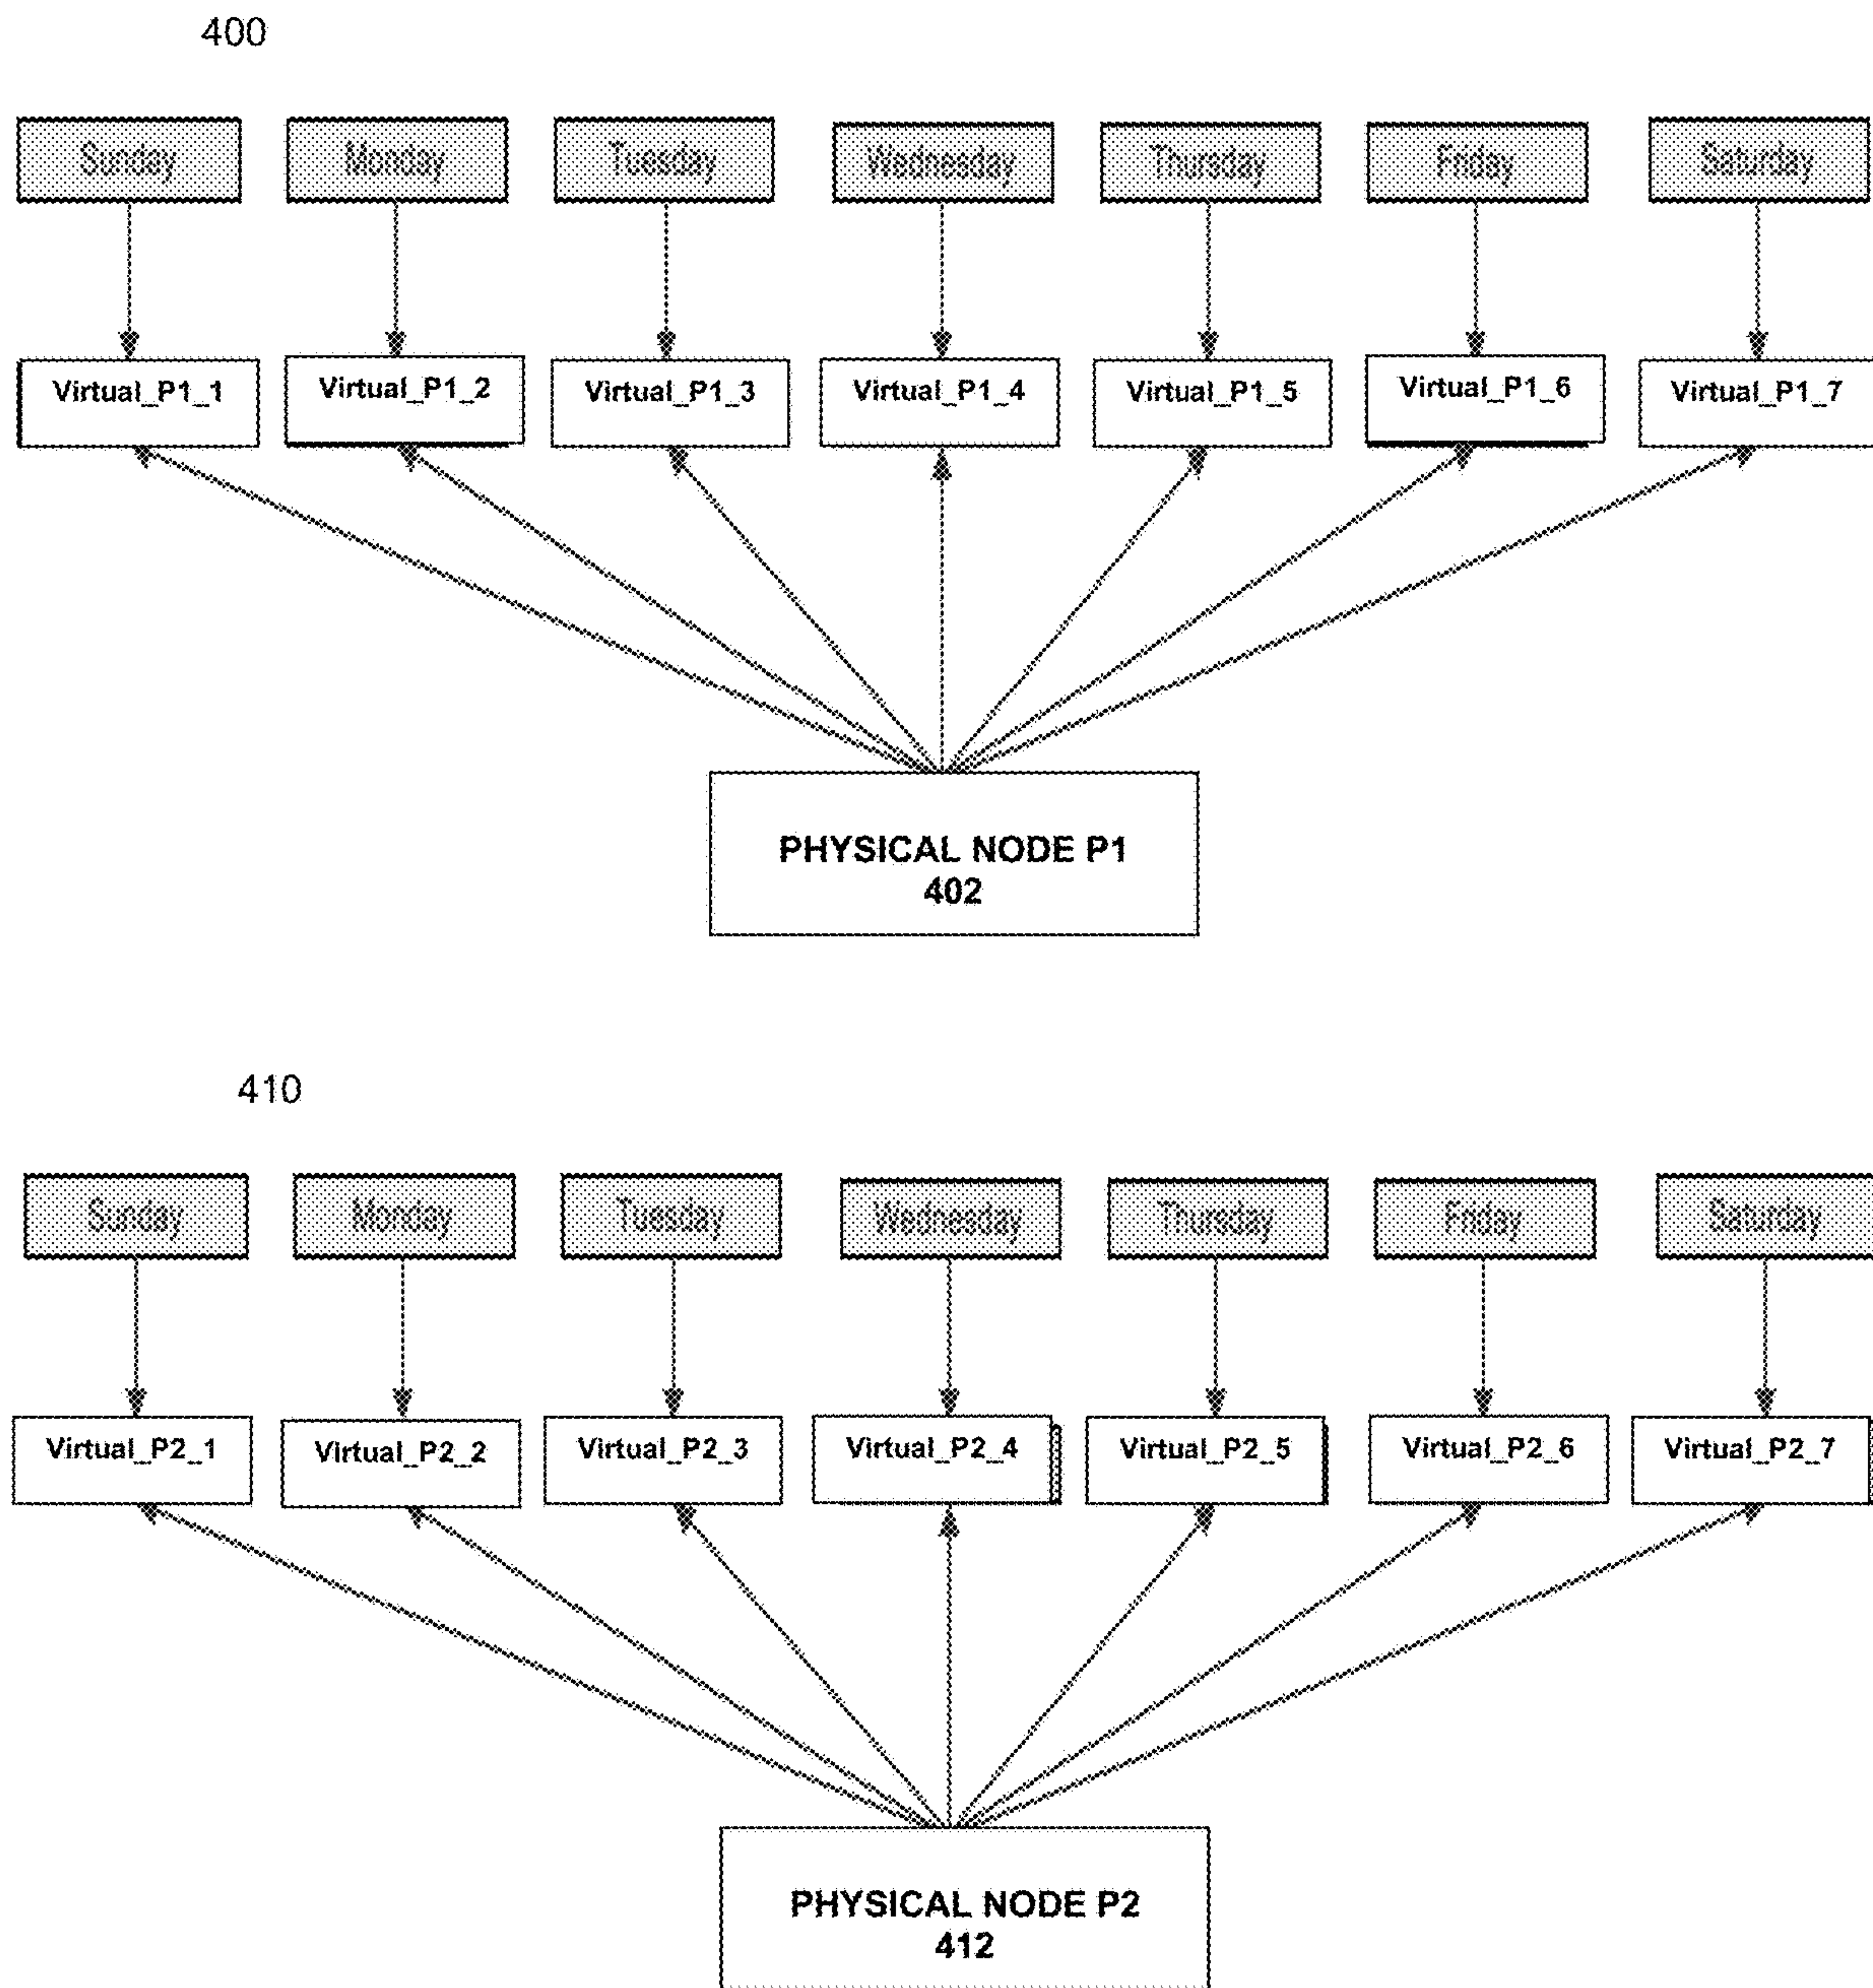 400
Sunday Monday Tuesday Wednesday Thursday Friday Saturday
Virtual_P1_1 Virtual_P1_2 Virtual_P1_3 Virtual_P1_4 Virtual_P1_5 Virtual_P1_6 Virtual_P1_7
PHYSICAL NODE P1
402
410
Sunday Monday Tuesday Wednesday Thursday Friday Saturday
Virtual_P2_1 Virtual_P2_2 Virtual_P2_3 Virtual_P2_4 Virtual_P2_5 Virtual_P2_6 Virtual_P2_7
PHYSICAL NODE P2
412